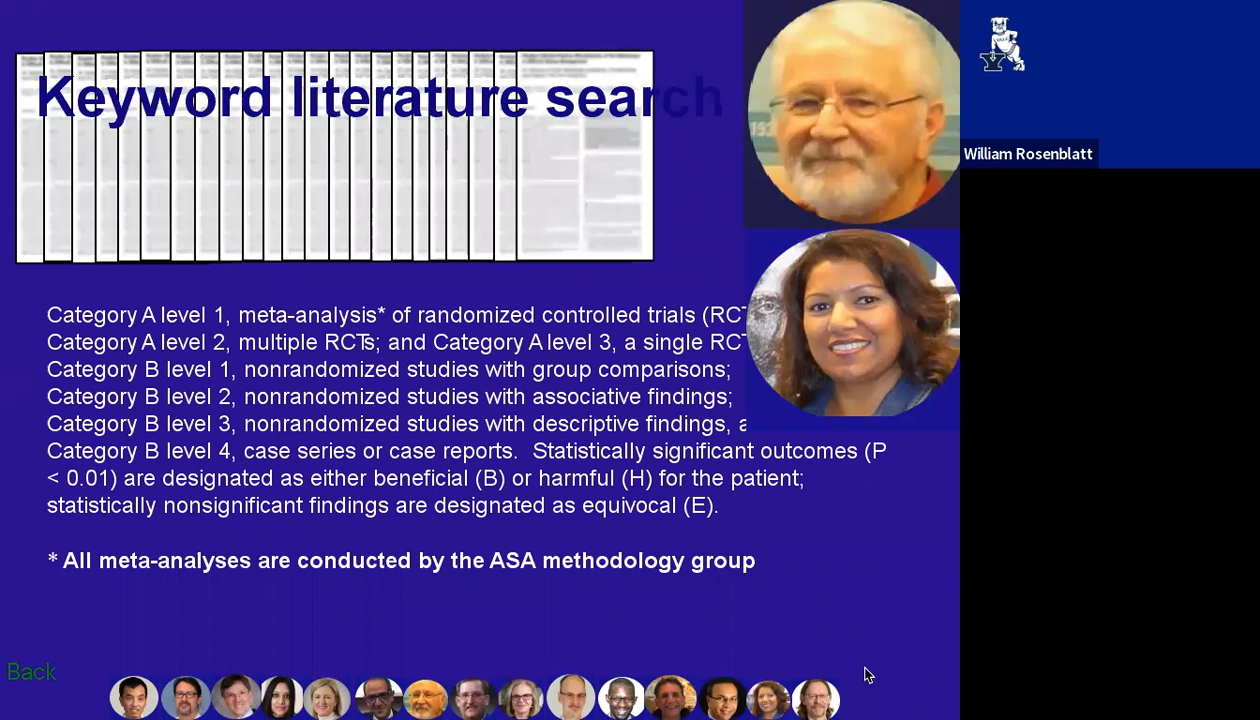 Keyword literature search
William Rosenblatt
Category A level 1, meta-analysis* of randomized controlled trials (RCT
Category A level 2, multiple RCTs; and Category A level 3, a single RCT
Category B level 1, nonrandomized studies with group comparisons;
Category B level 2, nonrandomized studies with associative findings;
Category B level 3, nonrandomized studies with descriptive findings, a
Category B level 4, case series or case reports. Statistically significant outcomes (P
< 0.01) are designated as either beneficial (B) or harmful (H) for the patient;
statistically nonsignificant findings are designated as equivocal (E).
* All meta-analyses are conducted by the ASA methodology group
Back